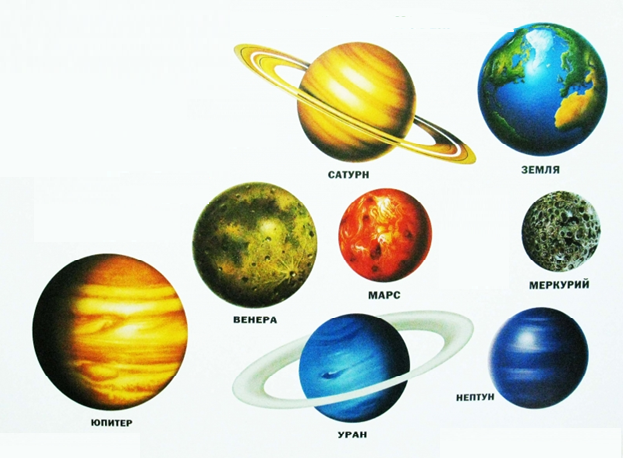 САТУРН
ЗЕМЛЯ
ВЕНЕРА
МАРС
МЕРКУРИЙ
ЮПИТЕР
УРАН
НЕПТУН